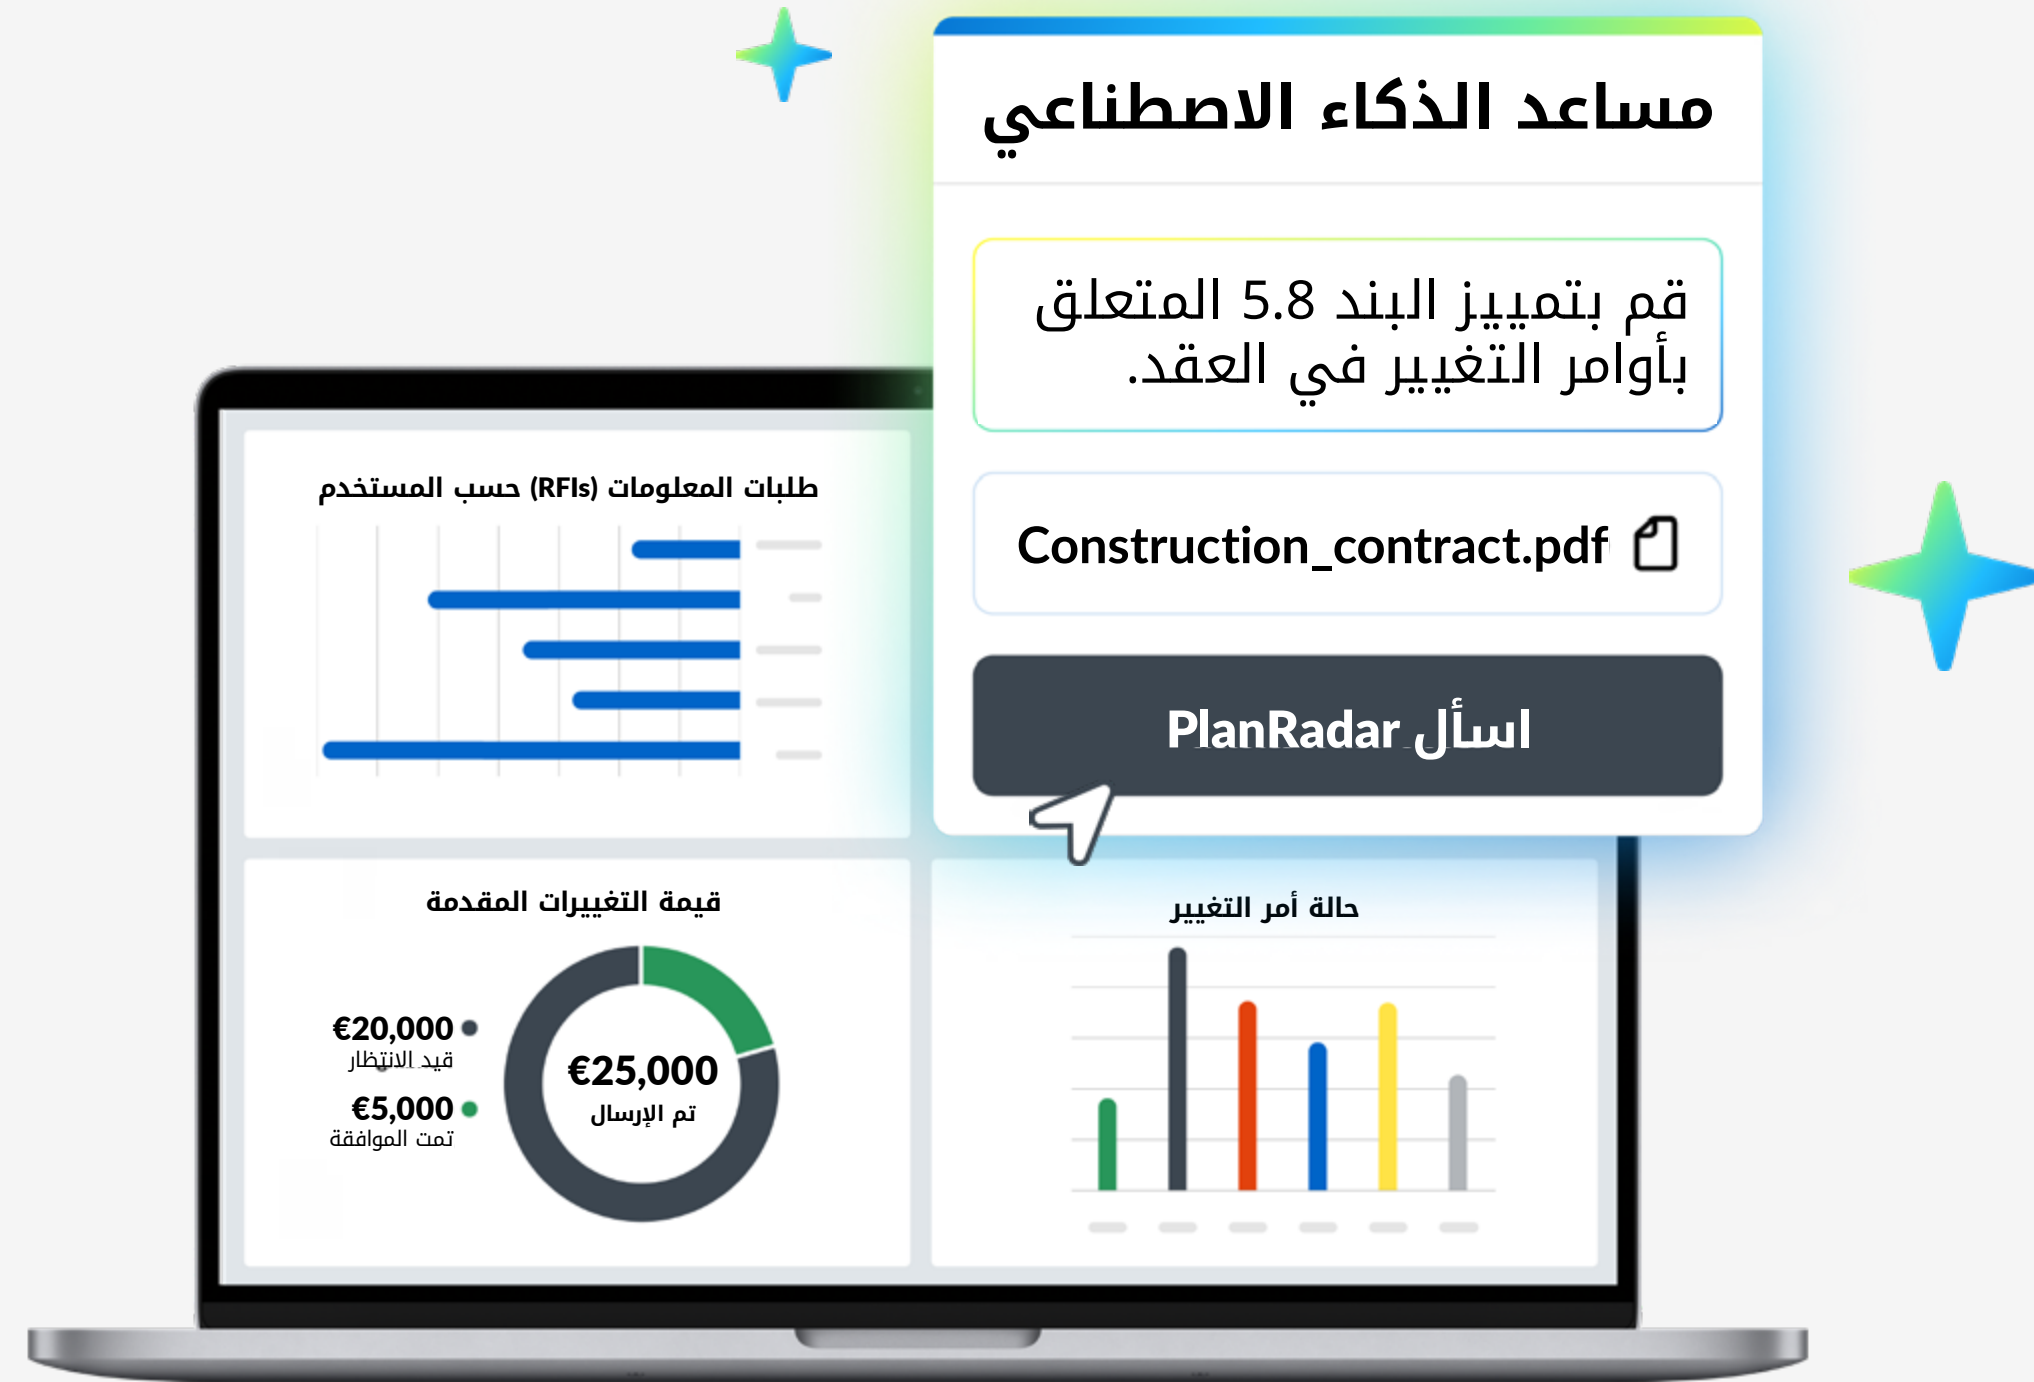 مساعد الذكاء الاصطناعي
قم بتمييز البند 5.8 المتعلق
بأوامر التغيير في العقد.
Construction_contract.pdf
اسأل PlanRadar
طلبات المعلومات (RFIs) حسب المستخدم
حالة أمر التغيير
قيمة التغييرات المقدمة
€25,000
تم الإرسال
€20,000
قيد الانتظار
€5,000
تمت الموافقة